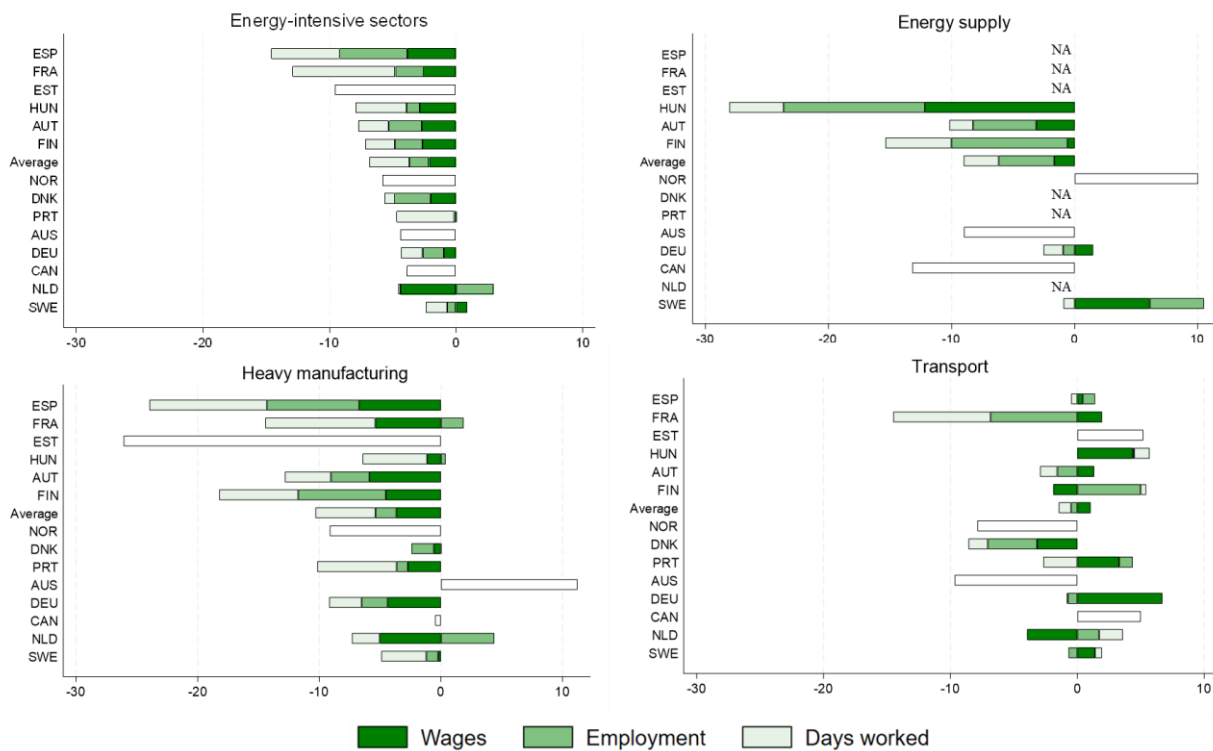 Energy-intensive sectors
ESP
FRA
EST
HUN
AUT
FIN
Average
NOR
DNK
PRT
AUS
DEU
CAN
NLD
SWE
-30 -20 -10 0 10
Energy supply
ESP NA
FRA NA
EST NA
HUN
AUT
FIN
Average
NOR
DNK NA
PRT NA
AUS
DEU
CAN
NLD NA
SWE
-30 -20 -10 0 10
Heavy manufacturing
ESP
FRA
EST
HUN
AUT
FIN
Average
NOR
DNK
PRT
AUS
DEU
CAN
NLD
SWE
-30 -20 -10 0 10
Transport
ESP
FRA
EST
HUN
AUT
FIN
Average
NOR
DNK
PRT
AUS
DEU
CAN
NLD
SWE
-30 -20 -10 0 10
Wages Employment Days worked